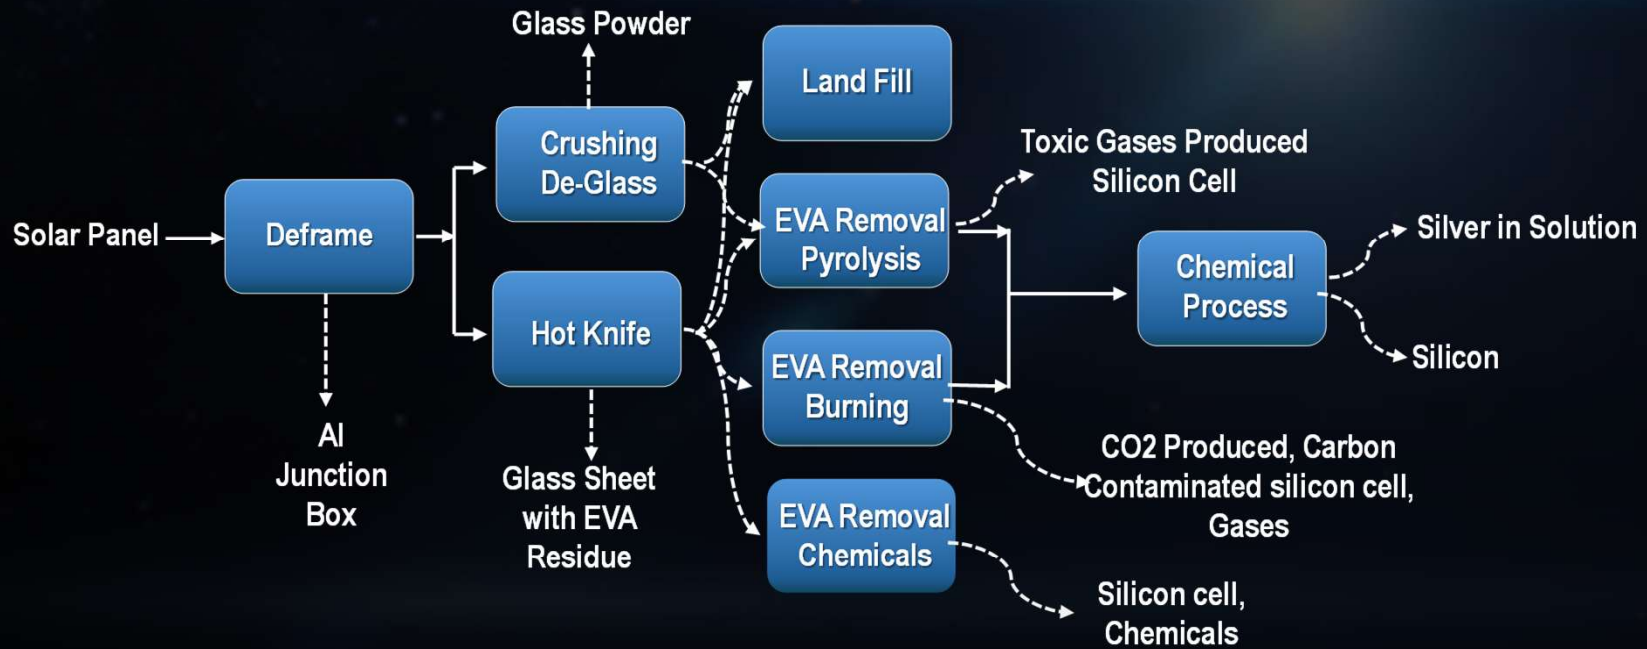 Glass Powder
Land Fill
Crushing
De-Glass
Toxic Gases Produced
Silicon Cell
Solar Panel
Deframe
EVA Removal
Pyrolysis
Silver in Solution
Chemical
Process
Hot Knife
Silicon
EVA Removal
Burning
Al
Junction
Box
Glass Sheet
with EVA
Residue
CO2 Produced, Carbon
Contaminated silicon cell,
Gases
EVA Removal
Chemicals
Silicon cell,
Chemicals